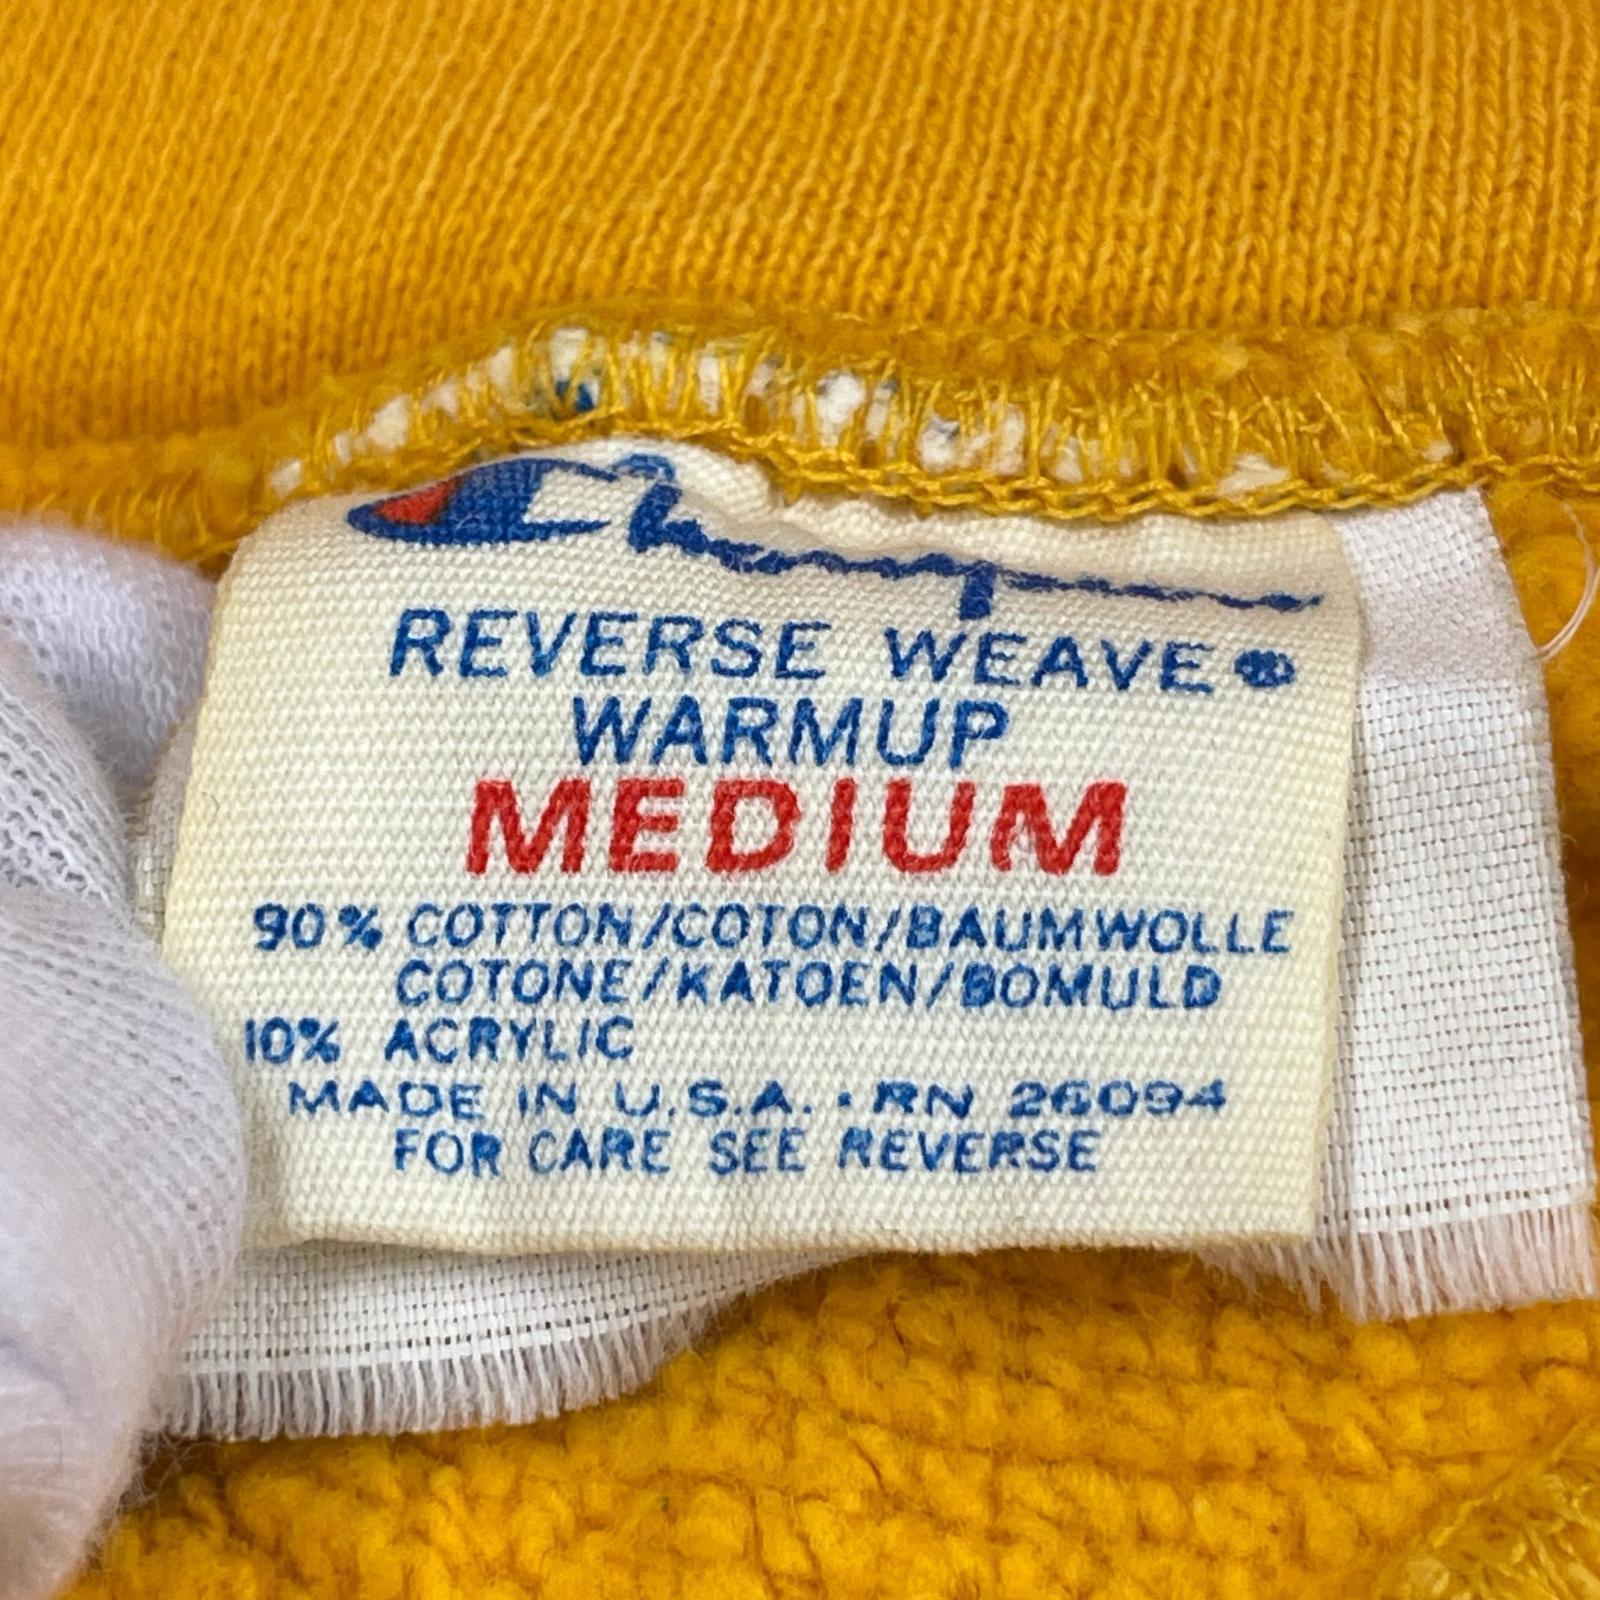 Champion
REVERSE WEAVE®
WARMUP
MEDIUM
90% COTTON/COTON/BAUMWOLLE
COTONE/KATOEN/BOMULD
10% ACRYLIC
MADE IN U.S.A. · RN 26094
FOR CARE SEE REVERSE